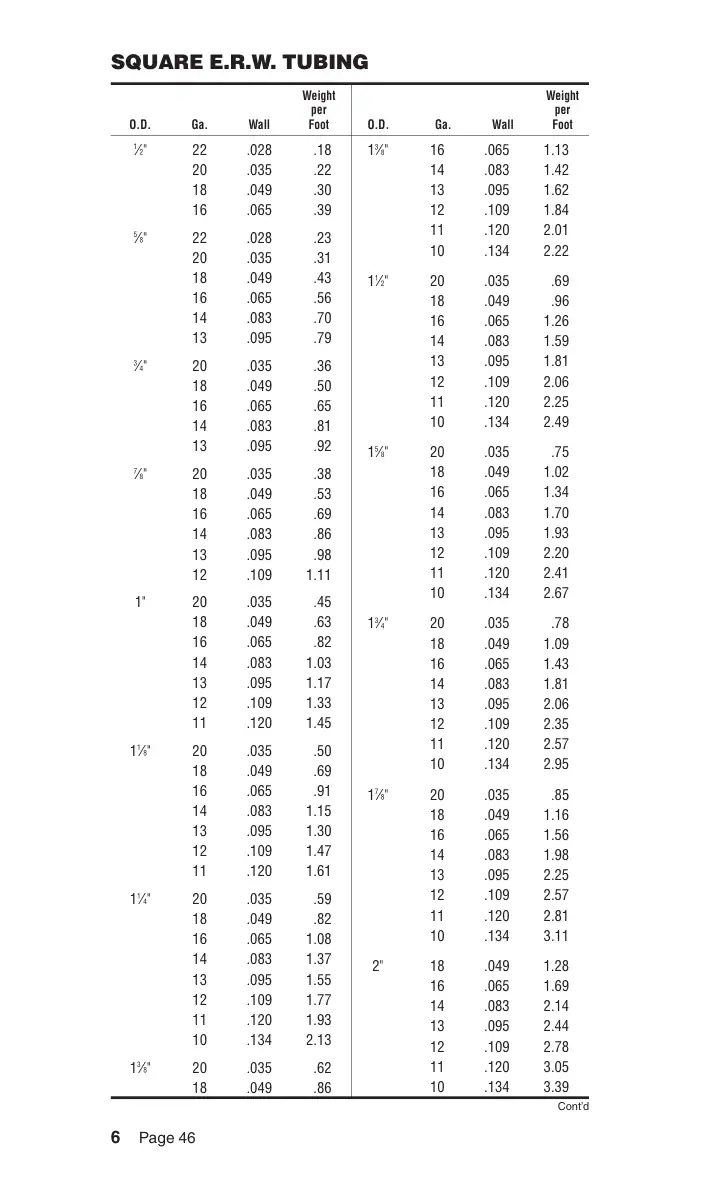 SQUARE E.R.W. TUBING
O.D. Ga. Wall Weight per Foot
½" 22 .028 .18
20 .035 .22
18 .049 .30
16 .065 .39
⅝" 22 .028 .23
20 .035 .31
18 .049 .43
16 .065 .56
14 .083 .70
13 .095 .79
¾" 20 .035 .36
18 .049 .50
16 .065 .65
14 .083 .81
13 .095 .92
⅞" 20 .035 .38
18 .049 .53
16 .065 .69
14 .083 .86
13 .095 .98
12 .109 1.11
1" 20 .035 .45
18 .049 .63
16 .065 .82
14 .083 1.03
13 .095 1.17
12 .109 1.33
11 .120 1.45
1⅛" 20 .035 .50
18 .049 .69
16 .065 .91
14 .083 1.15
13 .095 1.30
12 .109 1.47
11 .120 1.61
1¼" 20 .035 .59
18 .049 .82
16 .065 1.08
14 .083 1.37
13 .095 1.55
12 .109 1.77
11 .120 1.93
10 .134 2.13
1⅜" 20 .035 .62
18 .049 .86
O.D. Ga. Wall Weight per Foot
1⅜" 16 .065 1.13
14 .083 1.42
13 .095 1.62
12 .109 1.84
11 .120 2.01
10 .134 2.22
1½" 20 .035 .69
18 .049 .96
16 .065 1.26
14 .083 1.59
13 .095 1.81
12 .109 2.06
11 .120 2.25
10 .134 2.49
1⅝" 20 .035 .75
18 .049 1.02
16 .065 1.34
14 .083 1.70
13 .095 1.93
12 .109 2.20
11 .120 2.41
10 .134 2.67
1¾" 20 .035 .78
18 .049 1.09
16 .065 1.43
14 .083 1.81
13 .095 2.06
12 .109 2.35
11 .120 2.57
10 .134 2.95
1⅞" 20 .035 .85
18 .049 1.16
16 .065 1.56
14 .083 1.98
13 .095 2.25
12 .109 2.57
11 .120 2.81
10 .134 3.11
2" 18 .049 1.28
16 .065 1.69
14 .083 2.14
13 .095 2.44
12 .109 2.78
11 .120 3.05
10 .134 3.39
Cont'd
6 Page 46